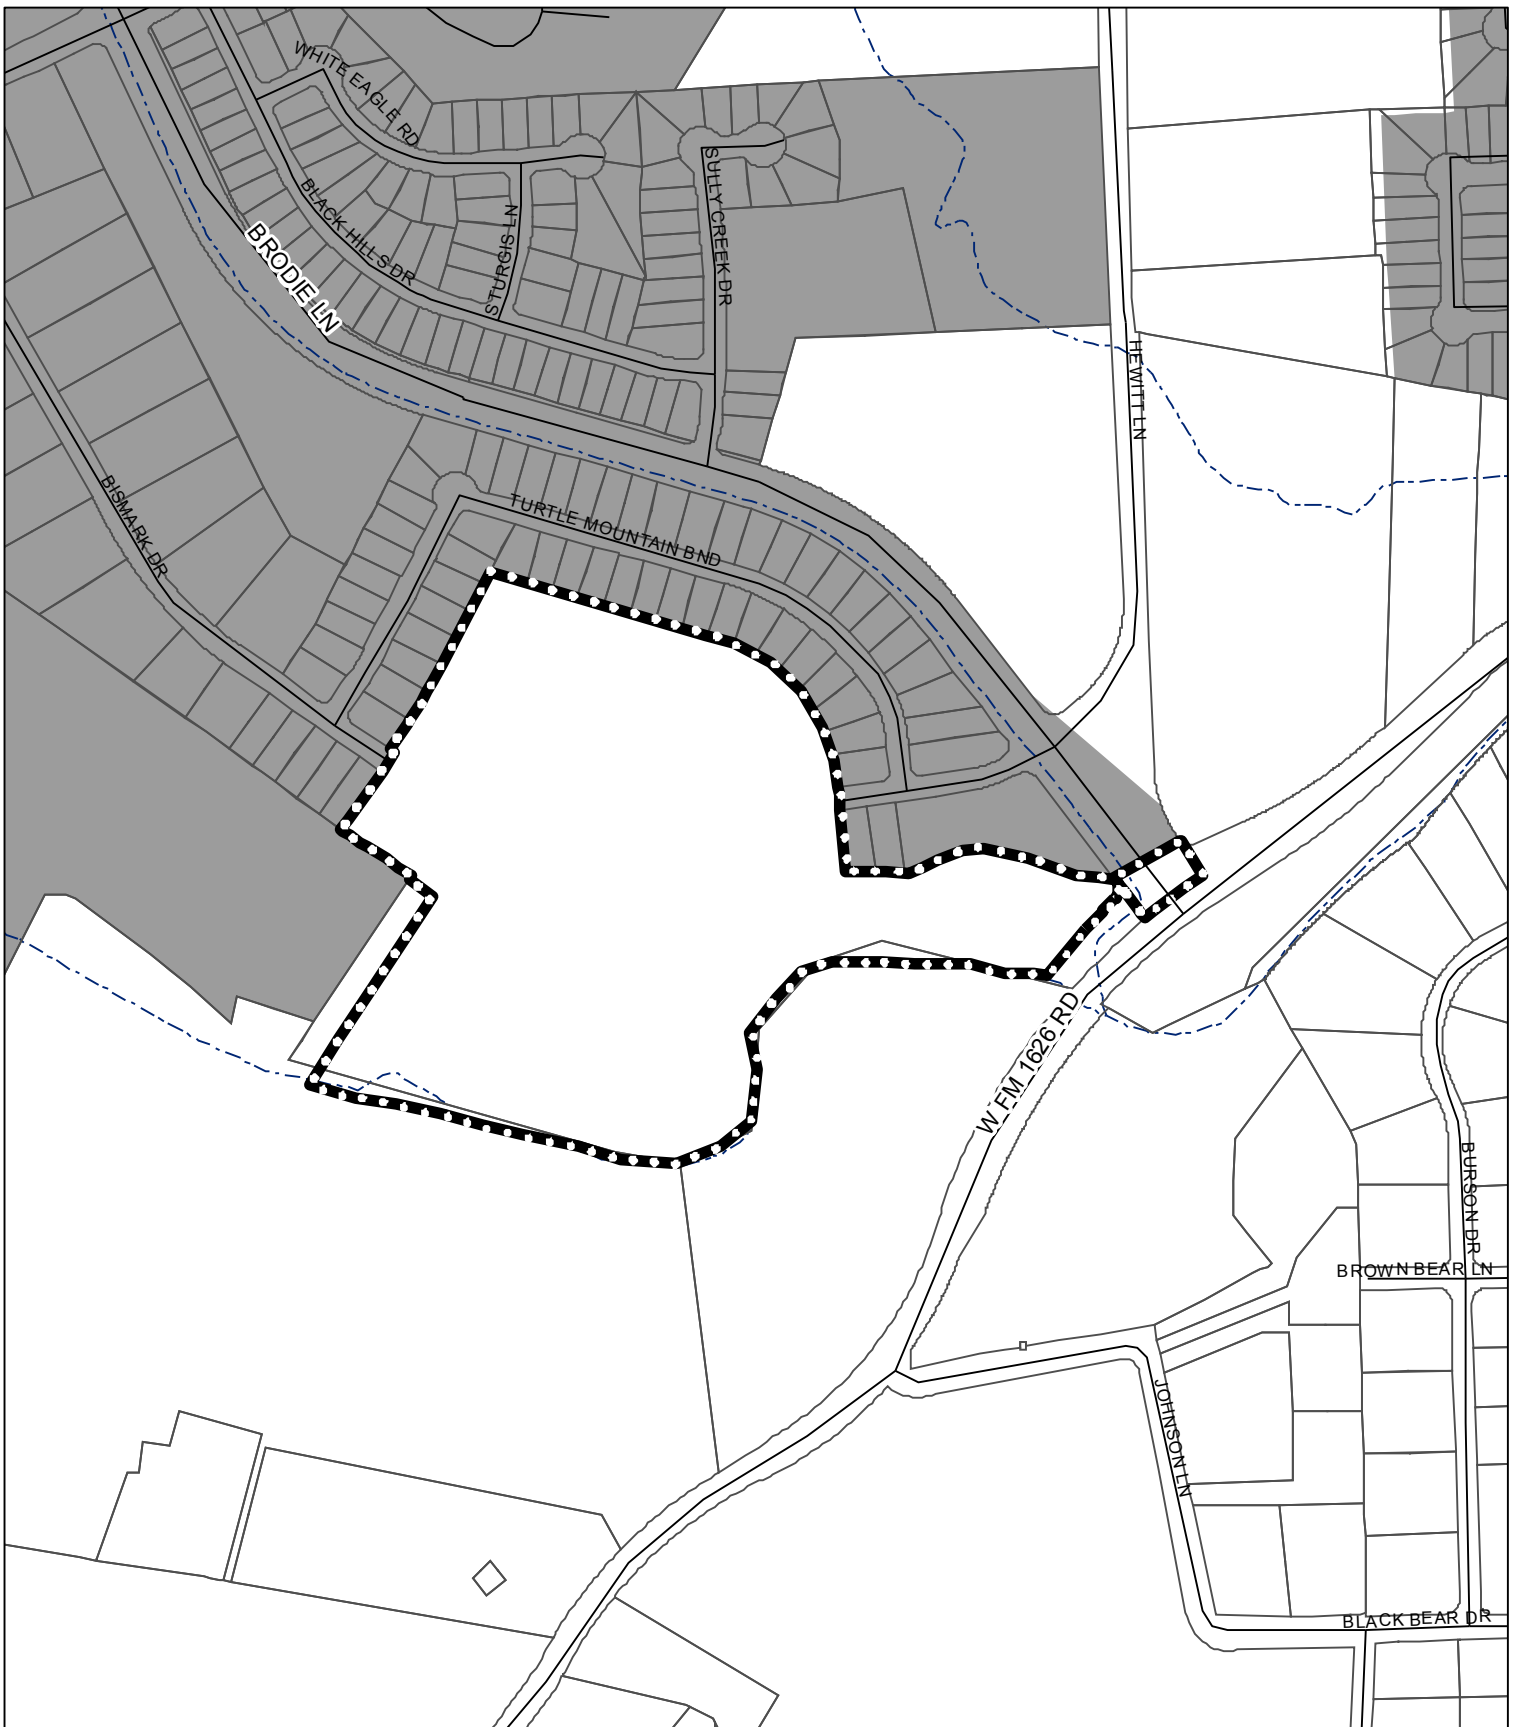 WHITE EAGLE RD
SULLY CREEK DR
BLACK HILLS DR
STURGIS LN
BRODIE LN
HEWITT LN
BISMARK DR
TURTLE MOUNTAIN BND
W FM 1626 RD
BURSON DR
BROWN BEAR LN
JOHNSON LN
BLACK BEAR DR